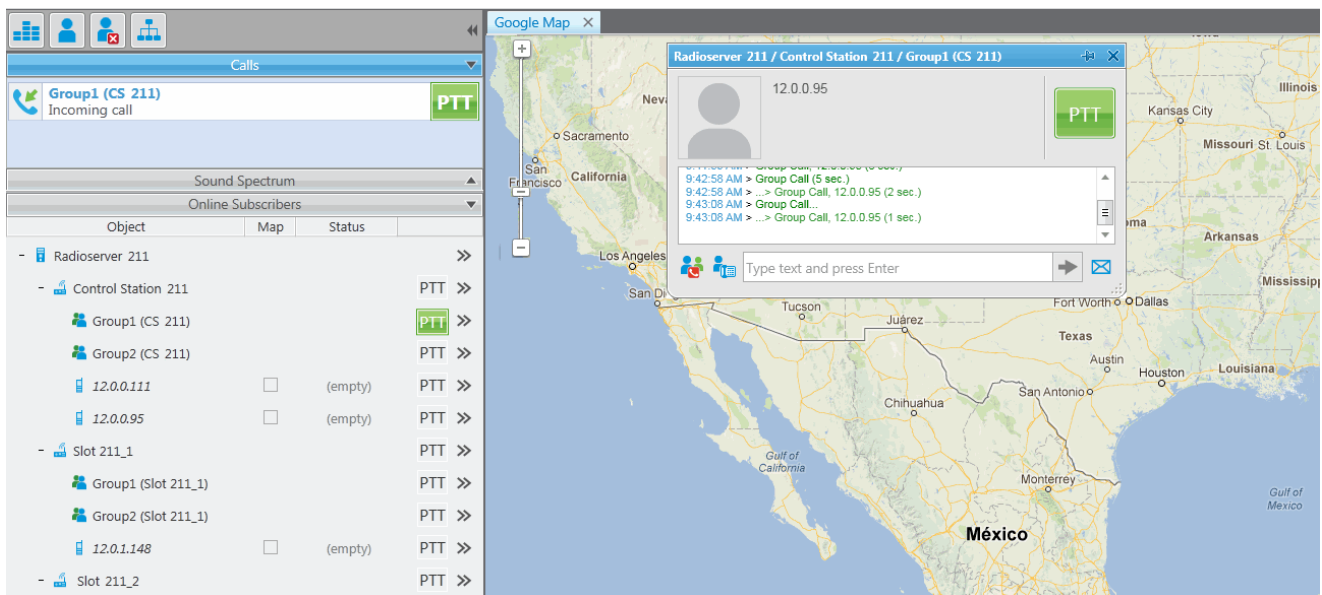 Calls
Group1 (CS 211)
Incoming call
PTT
Sound Spectrum
Online Subscribers
Object Map Status
- Radioserver 211
- Control Station 211 PTT
Group1 (CS 211) PTT
Group2 (CS 211) PTT
12.0.0.111 (empty) PTT
12.0.0.95 (empty) PTT
- Slot 211_1 PTT
Group1 (Slot 211_1) PTT
Group2 (Slot 211_1) PTT
12.0.1.148 (empty) PTT
- Slot 211_2 PTT
Google Map
Radioserver 211 / Control Station 211 / Group1 (CS 211)
12.0.0.95
PTT
9:42:58 AM > Group Call (5 sec.)
9:42:58 AM > ...> Group Call, 12.0.0.95 (2 sec.)
9:43:08 AM > Group Call...
9:43:08 AM > ...> Group Call, 12.0.0.95 (1 sec.)
Type text and press Enter
Neva
Illinois
Kansas City
Sacramento
Missouri
St. Louis
San
Francisco
California
oma
Arkansas
Los Angeles
San Di
Mississipp
Fort Worth
Dallas
Tucson
Juárez
Texas
Austin
Houston
Louisiana
San Antonio
Chihuahua
Gulf of
California
Monterrey
Gulf of
Mexico
México